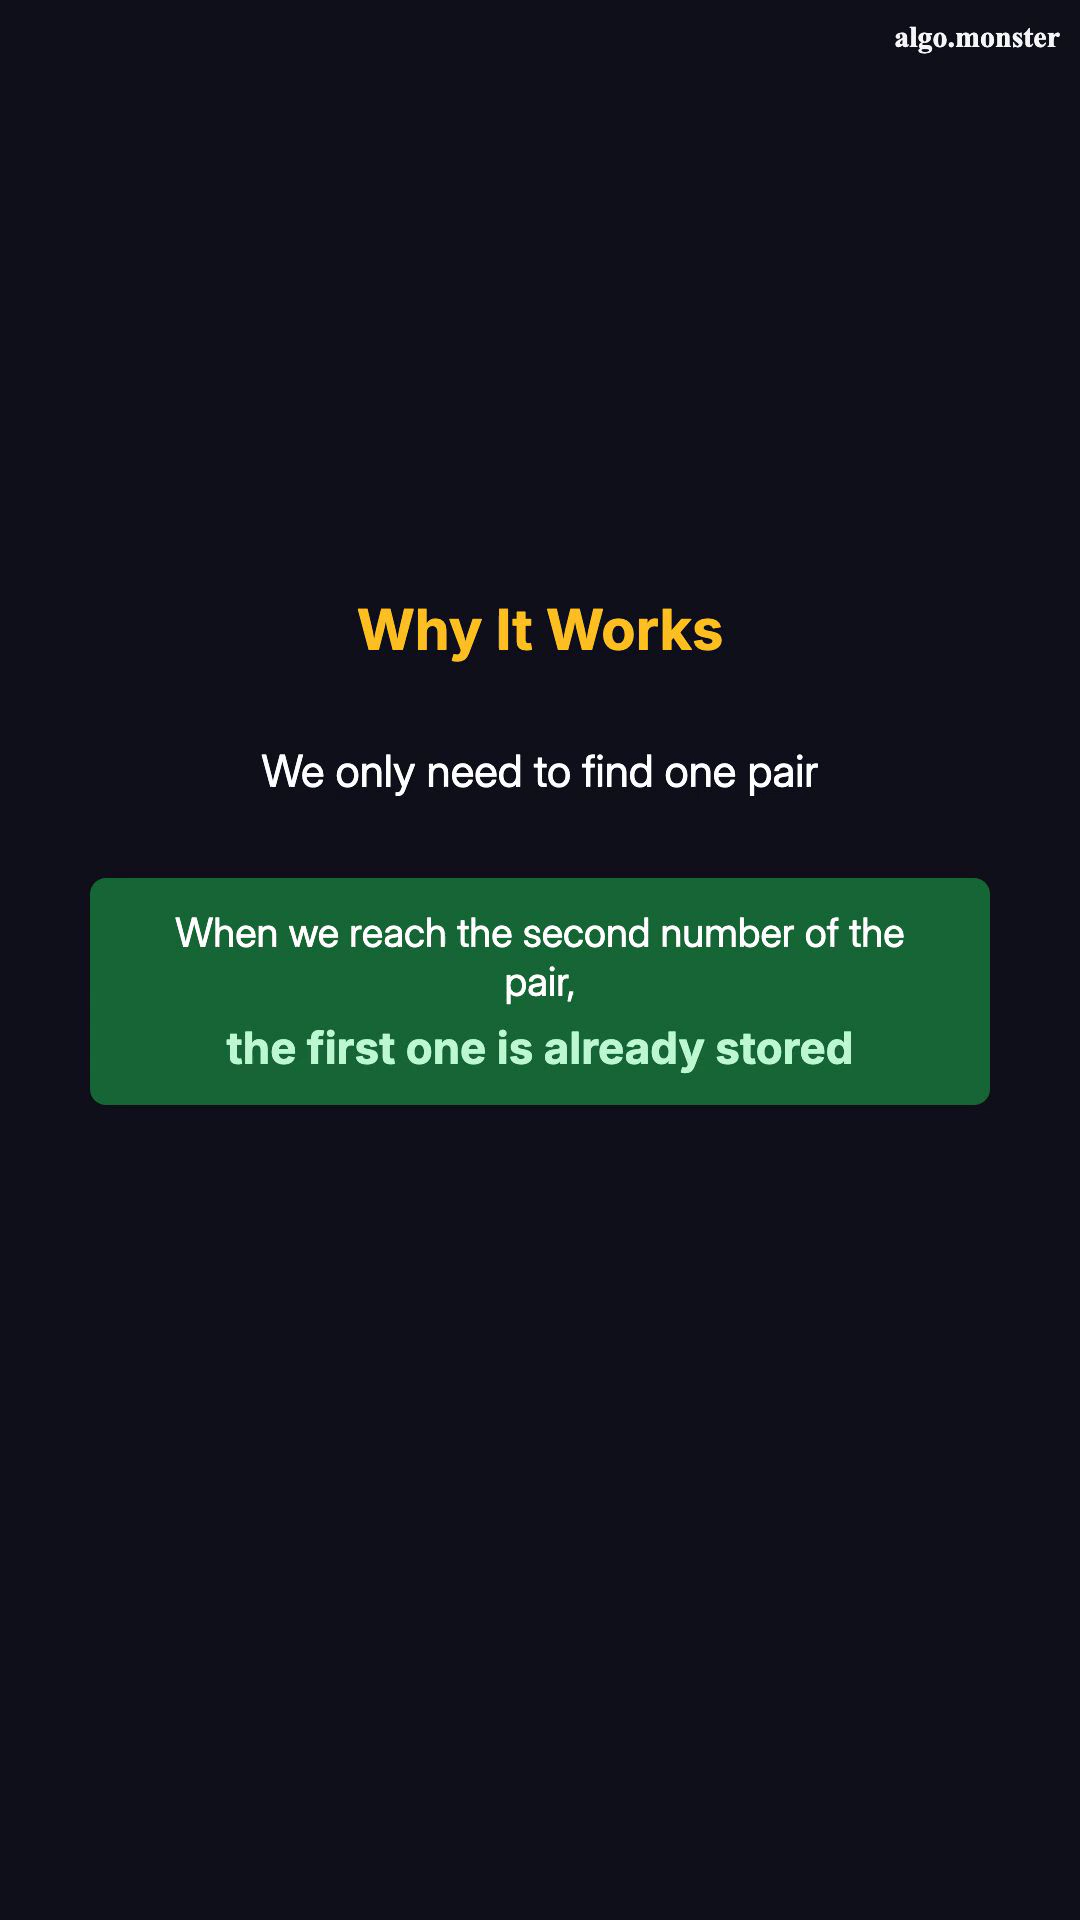 algo.monster
Why It Works
We only need to find one pair
When we reach the second number of the
pair,
the first one is already stored